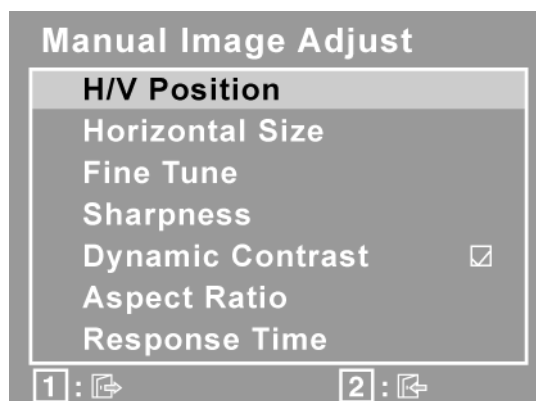 Manual Image Adjust
H/V Position
Horizontal Size
Fine Tune
Sharpness
Dynamic Contrast
Aspect Ratio
Response Time
1 : 2 :